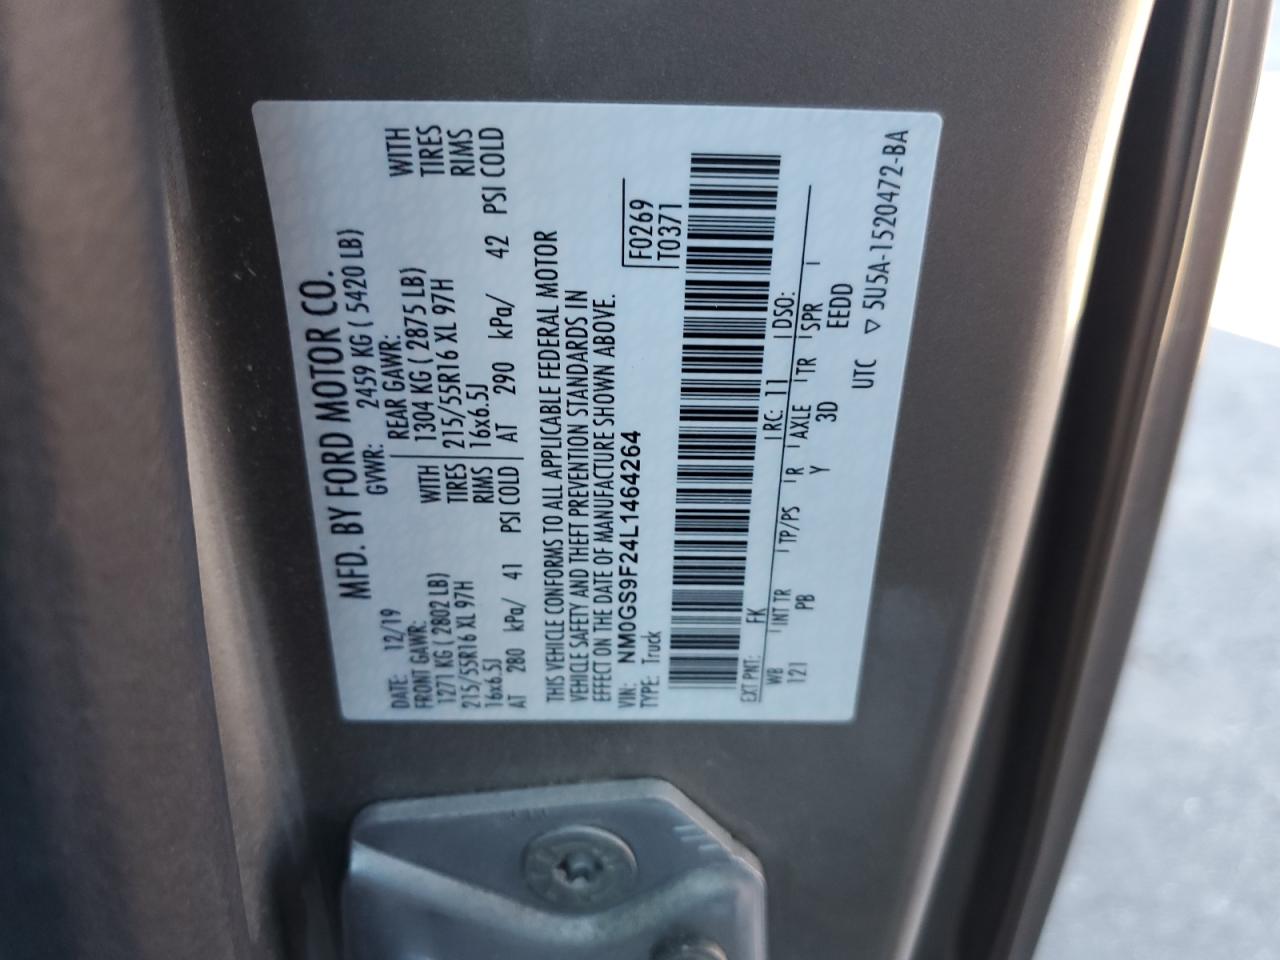 MFD. BY FORD MOTOR CO.
DATE: 12/19 GVWR: 2459 KG ( 5420 LB)
FRONT GAWR: REAR GAWR:
1271 KG ( 2802 LB) WITH 1304 KG ( 2875 LB) WITH
215/55R16 XL 97H TIRES 215/55R16 XL 97H TIRES
16x6.5J RIMS 16x6.5J RIMS
AT 280 kPa/ 41 PSI COLD AT 290 kPa/ 42 PSI COLD
THIS VEHICLE CONFORMS TO ALL APPLICABLE FEDERAL MOTOR
VEHICLE SAFETY AND THEFT PREVENTION STANDARDS IN
EFFECT ON THE DATE OF MANUFACTURE SHOWN ABOVE.
VIN: NM0GS9F24L1464264 F0269
TYPE: Truck T0371
EXT PNT: FK RC: 11 DSO:
WB INT TR TP/PS R AXLE TR SPR
121 PB Y 3D EEDD
UTC ▽ 5U5A-1520472-BA